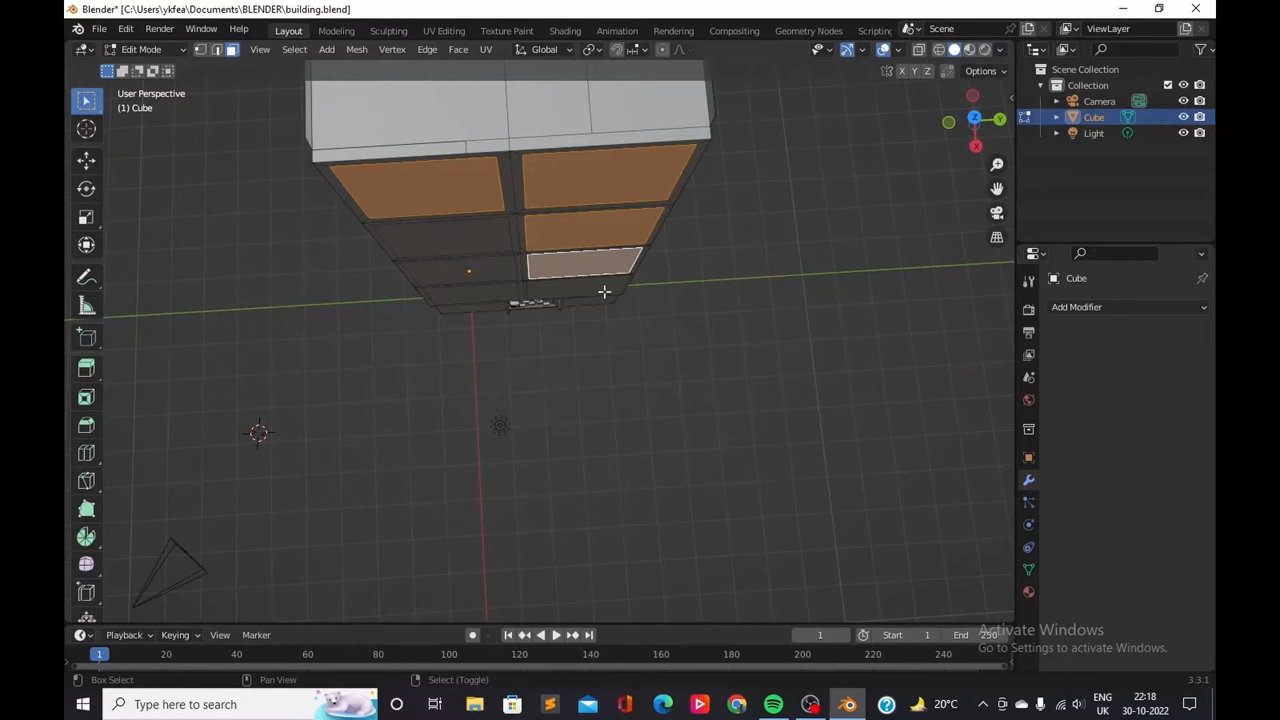 Blender* [C:\Users\ykfea\Documents\BLENDER\building.blend]
File Edit Render Window Help Layout Modeling Sculpting UV Editing Texture Paint Shading Animation Rendering Compositing Geometry Nodes Scripting Scene ViewLayer
Edit Mode View Select Add Mesh Vertex Edge Face UV Global
X Y Z Options
User Perspective
(1) Cube
Scene Collection
Collection
Camera
Cube
Light
Z Y X
Cube
Add Modifier
Activate Windows
Go to Settings to activate Windows.
Playback Keying View Marker 1 Start 1 End 250
0 20 40 60 80 100 120 140 160 180 200 220 240
Box Select Pan View Select (Toggle) 3.3.1
Type here to search
20°C
ENG
UK
22:18
30-10-2022